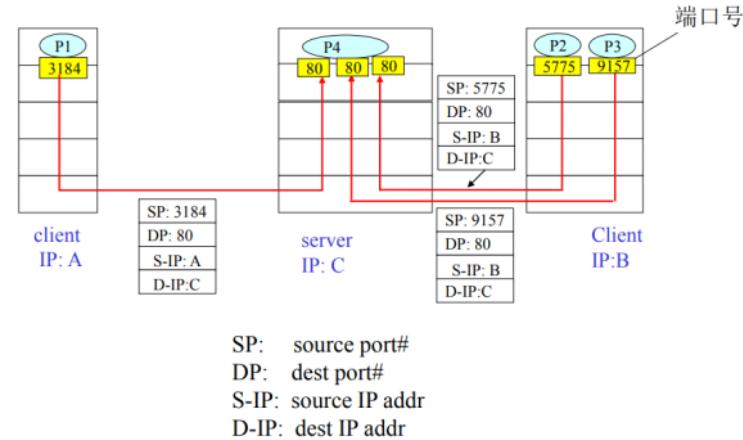 端口号
P1
3184
P4
80 80 80
P2 P3
5775 9157
SP: 5775
DP: 80
S-IP: B
D-IP:C
SP: 3184
DP: 80
S-IP: A
D-IP:C
SP: 9157
DP: 80
S-IP: B
D-IP:C
client
IP: A
server
IP: C
Client
IP:B
SP: source port#
DP: dest port#
S-IP: source IP addr
D-IP: dest IP addr